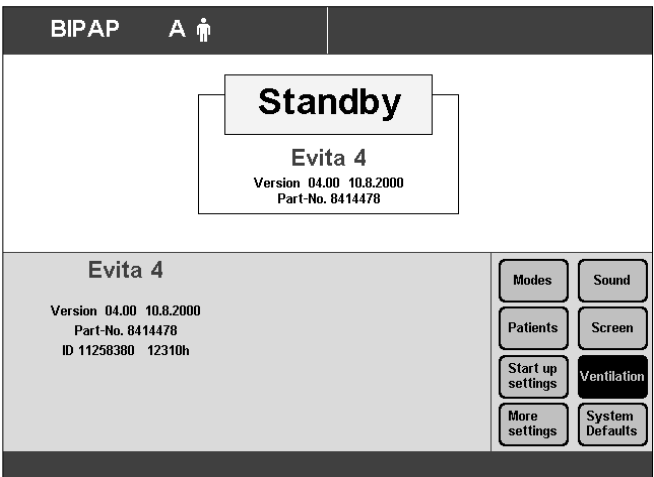 BIPAP A
Standby
Evita 4
Version 04.00 10.8.2000
Part-No. 8414478
Evita 4
Version 04.00 10.8.2000
Part-No. 8414478
ID 11258380 12310h
Modes
Sound
Patients
Screen
Start up
settings
Ventilation
More
settings
System
Defaults